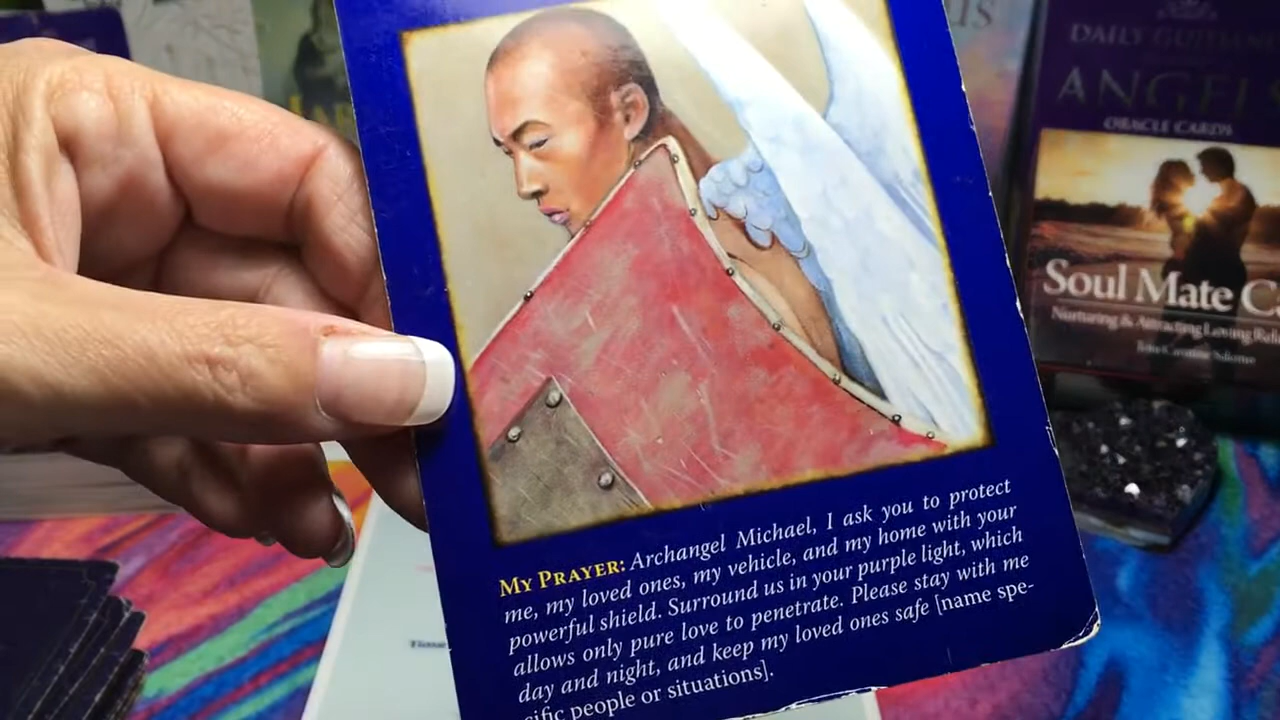 MY PRAYER: Archangel Michael, I ask you to protect
me, my loved ones, my vehicle, and my home with your
powerful shield. Surround us in your purple light, which
allows only pure love to penetrate. Please stay with me
day and night, and keep my loved ones safe [name spe-
cific people or situations].
DAILY GUIDANCE
ANGELS
ORACLE CARDS
Soul Mate C
Nurturing & Attracting Loving